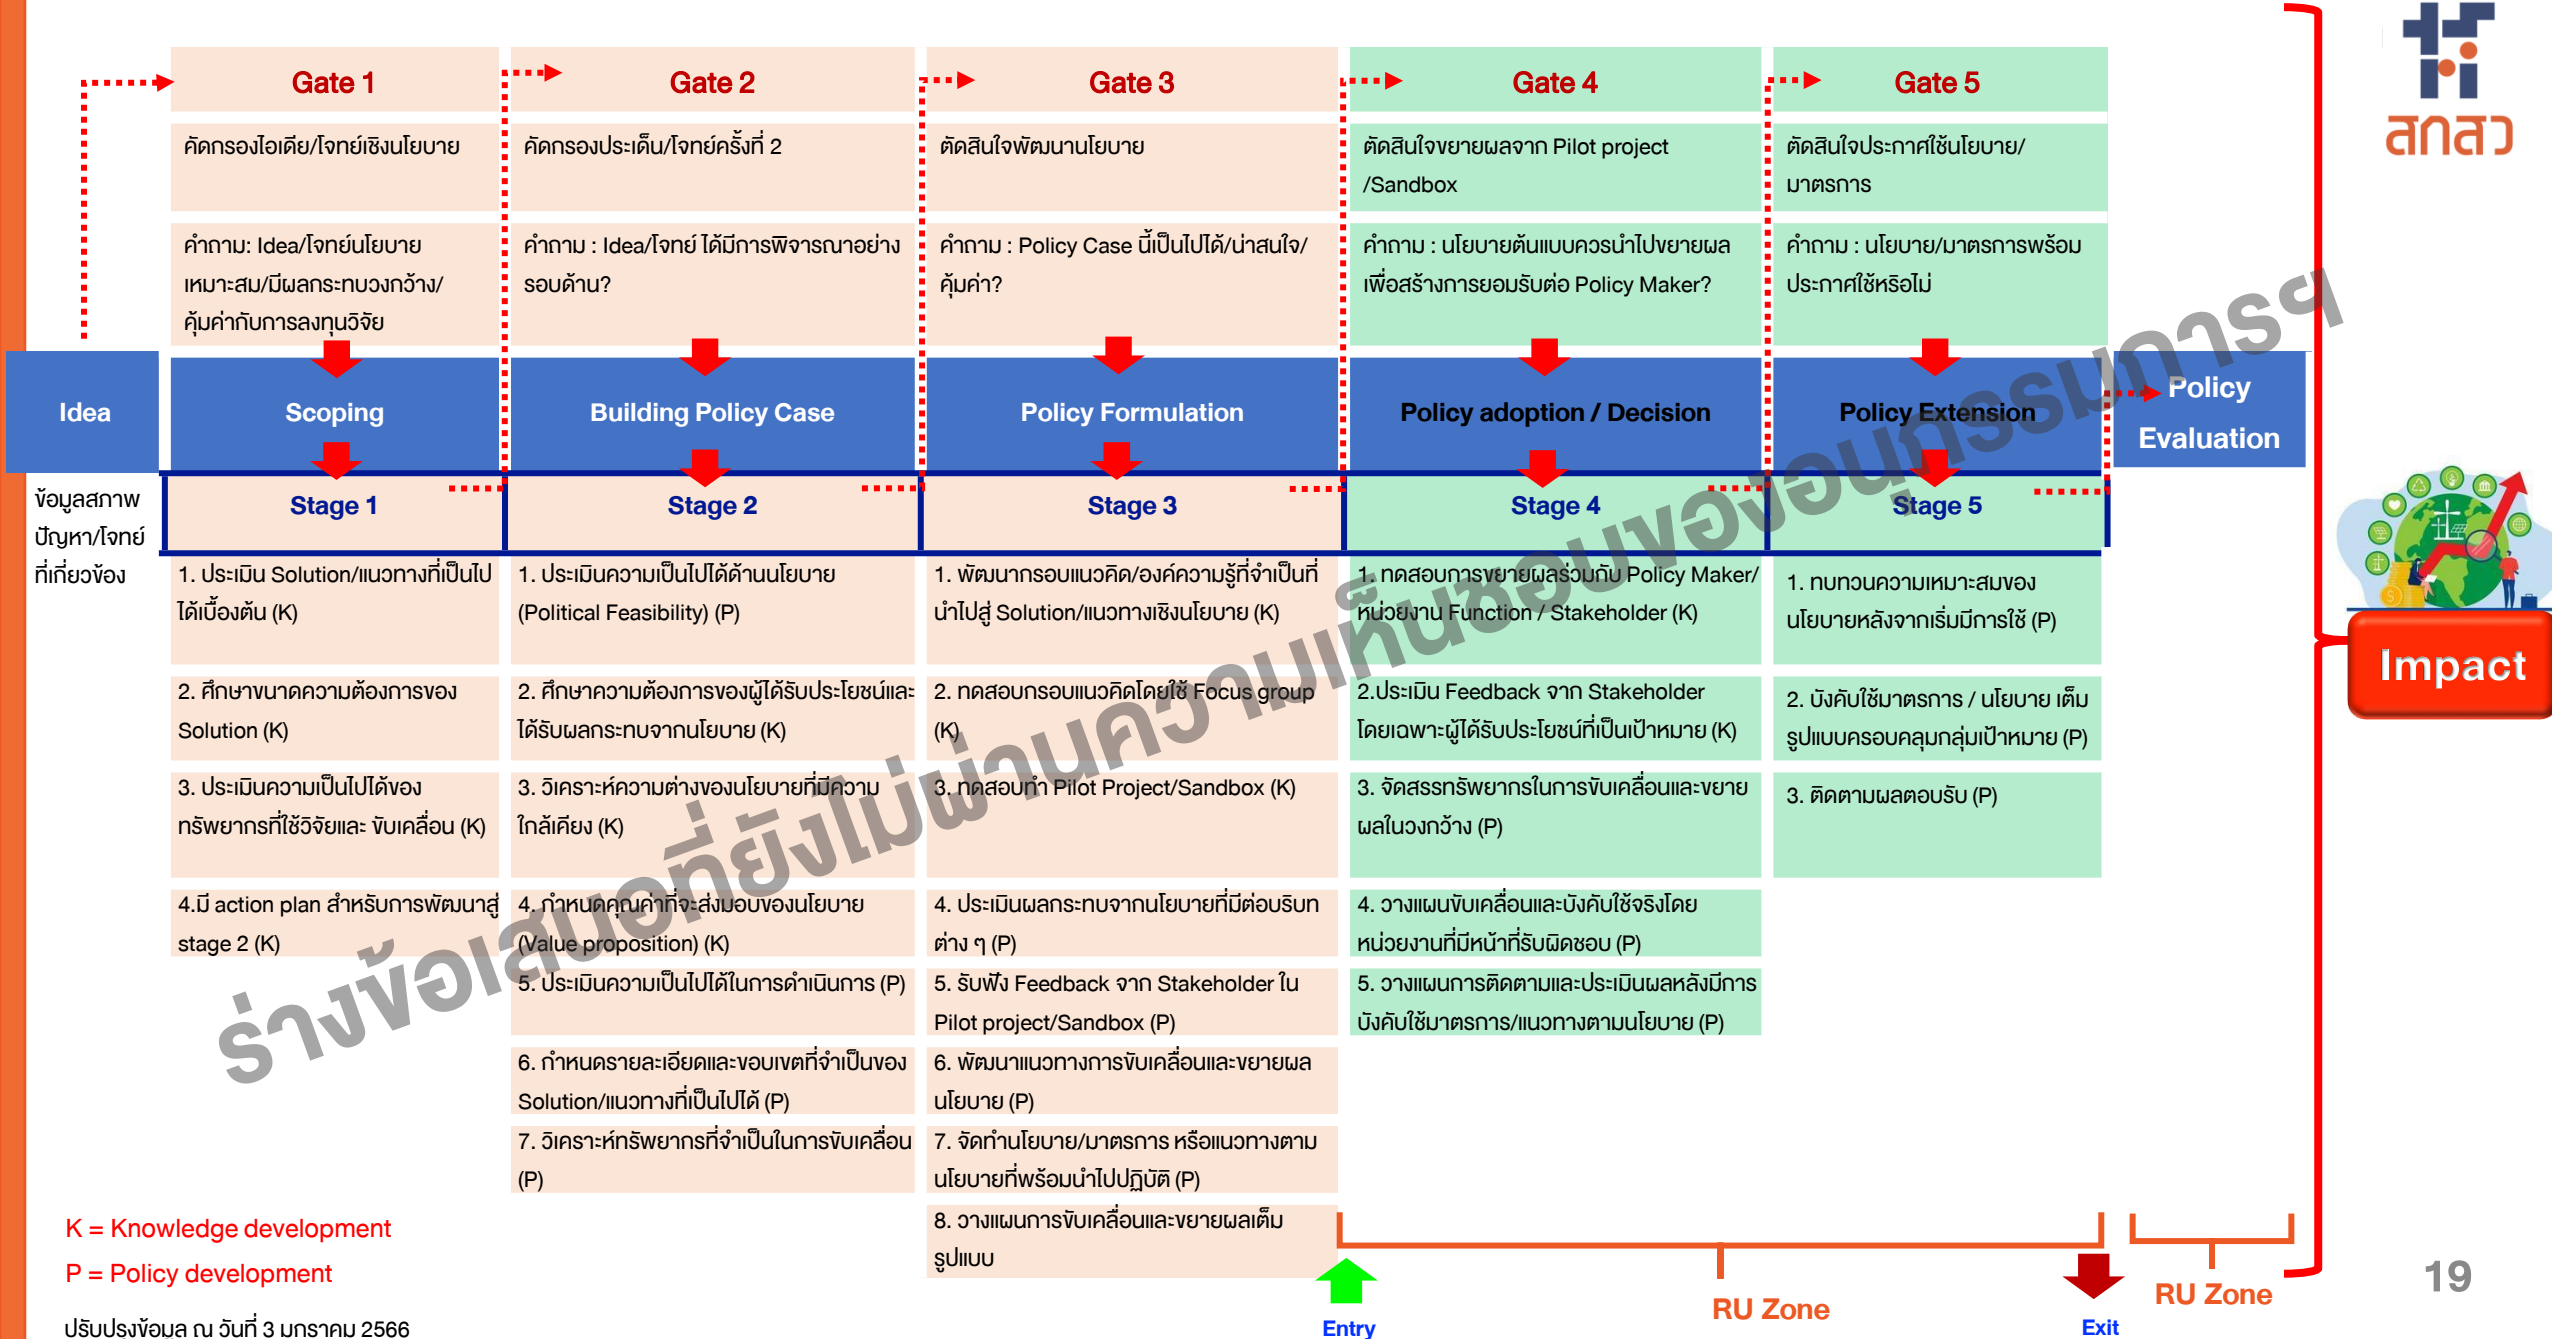 สกสว
Gate 1
Gate 2
Gate 3
Gate 4
Gate 5
คัดกรองไอเดีย/โจทย์เชิงนโยบาย
คัดกรองประเด็น/โจทย์ครั้งที่ 2
ตัดสินใจพัฒนานโยบาย
ตัดสินใจขยายผลจาก Pilot project
/Sandbox
ตัดสินใจประกาศใช้นโยบาย/
มาตรการ
คำถาม: Idea/โจทย์นโยบาย
เหมาะสม/มีผลกระทบวงกว้าง/
คุ้มค่ากับการลงทุนวิจัย
คำถาม : Idea/โจทย์ ได้มีการพิจารณาอย่าง
รอบด้าน?
คำถาม : Policy Case นี้เป็นไปได้/น่าสนใจ/
คุ้มค่า?
คำถาม : นโยบายต้นแบบควรนำไปขยายผล
เพื่อสร้างการยอมรับต่อ Policy Maker?
คำถาม : นโยบาย/มาตรการพร้อม
ประกาศใช้หรือไม่
Idea
Scoping
Building Policy Case
Policy Formulation
Policy adoption / Decision
Policy Extension
Policy
Evaluation
ข้อมูลสภาพ
ปัญหา/โจทย์
ที่เกี่ยวข้อง
Stage 1
Stage 2
Stage 3
Stage 4
Stage 5
1. ประเมิน Solution/แนวทางที่เป็นไป
ได้เบื้องต้น (K)
2. ศึกษาขนาดความต้องการของ
Solution (K)
3. ประเมินความเป็นไปได้ของ
ทรัพยากรที่ใช้วิจัยและ ขับเคลื่อน (K)
4.มี action plan สำหรับการพัฒนาสู่
stage 2 (K)
1. ประเมินความเป็นไปได้ด้านนโยบาย
(Political Feasibility) (P)
2. ศึกษาความต้องการของผู้ได้รับประโยชน์และ
ได้รับผลกระทบจากนโยบาย (K)
3. วิเคราะห์ความต่างของนโยบายที่มีความ
ใกล้เคียง (K)
4. กำหนดคุณค่าที่จะส่งมอบของนโยบาย
(Value proposition) (K)
5. ประเมินความเป็นไปได้ในการดำเนินการ (P)
6. กำหนดรายละเอียดและขอบเขตที่จำเป็นของ
Solution/แนวทางที่เป็นไปได้ (P)
7. วิเคราะห์ทรัพยากรที่จำเป็นในการขับเคลื่อน
(P)
1. พัฒนากรอบแนวคิด/องค์ความรู้ที่จำเป็นที่
นำไปสู่ Solution/แนวทางเชิงนโยบาย (K)
2. ทดสอบกรอบแนวคิดโดยใช้ Focus group
(K)
3. ทดสอบทำ Pilot Project/Sandbox (K)
4. ประเมินผลกระทบจากนโยบายที่มีต่อบริบท
ต่าง ๆ (P)
5. รับฟัง Feedback จาก Stakeholder ใน
Pilot project/Sandbox (P)
6. พัฒนาแนวทางการขับเคลื่อนและขยายผล
นโยบาย (P)
7. จัดทำนโยบาย/มาตรการ หรือแนวทางตาม
นโยบายที่พร้อมนำไปปฏิบัติ (P)
8. วางแผนการขับเคลื่อนและขยายผลเต็ม
รูปแบบ
1. ทดสอบการขยายผลร่วมกับ Policy Maker/
หน่วยงาน Function / Stakeholder (K)
2.ประเมิน Feedback จาก Stakeholder
โดยเฉพาะผู้ได้รับประโยชน์ที่เป็นเป้าหมาย (K)
3. จัดสรรทรัพยากรในการขับเคลื่อนและขยาย
ผลในวงกว้าง (P)
4. วางแผนขับเคลื่อนและบังคับใช้จริงโดย
หน่วยงานที่มีหน้าที่รับผิดชอบ (P)
5. วางแผนการติดตามและประเมินผลหลังมีการ
บังคับใช้มาตรการ/แนวทางตามนโยบาย (P)
1. ทบทวนความเหมาะสมของ
นโยบายหลังจากเริ่มมีการใช้ (P)
2. บังคับใช้มาตรการ / นโยบาย เต็ม
รูปแบบครอบคลุมกลุ่มเป้าหมาย (P)
3. ติดตามผลตอบรับ (P)
Impact
ร่างข้อเสนอที่ยังไม่ผ่านความเห็นชอบของอนุกรรมการฯ
K = Knowledge development
P = Policy development
ปรับปรุงข้อมูล ณ วันที่ 3 มกราคม 2566
Entry
RU Zone
Exit
RU Zone
19